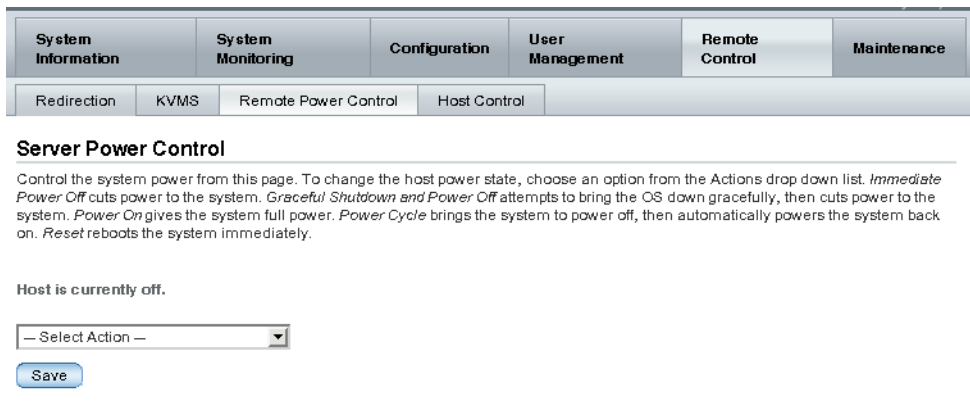 System Information
System Monitoring
Configuration
User Management
Remote Control
Maintenance
Redirection
KVMS
Remote Power Control
Host Control
Server Power Control
Control the system power from this page. To change the host power state, choose an option from the Actions drop down list. Immediate
Power Off cuts power to the system. Graceful Shutdown and Power Off attempts to bring the OS down gracefully, then cuts power to the
system. Power On gives the system full power. Power Cycle brings the system to power off, then automatically powers the system back
on. Reset reboots the system immediately.
Host is currently off.
— Select Action —
Save